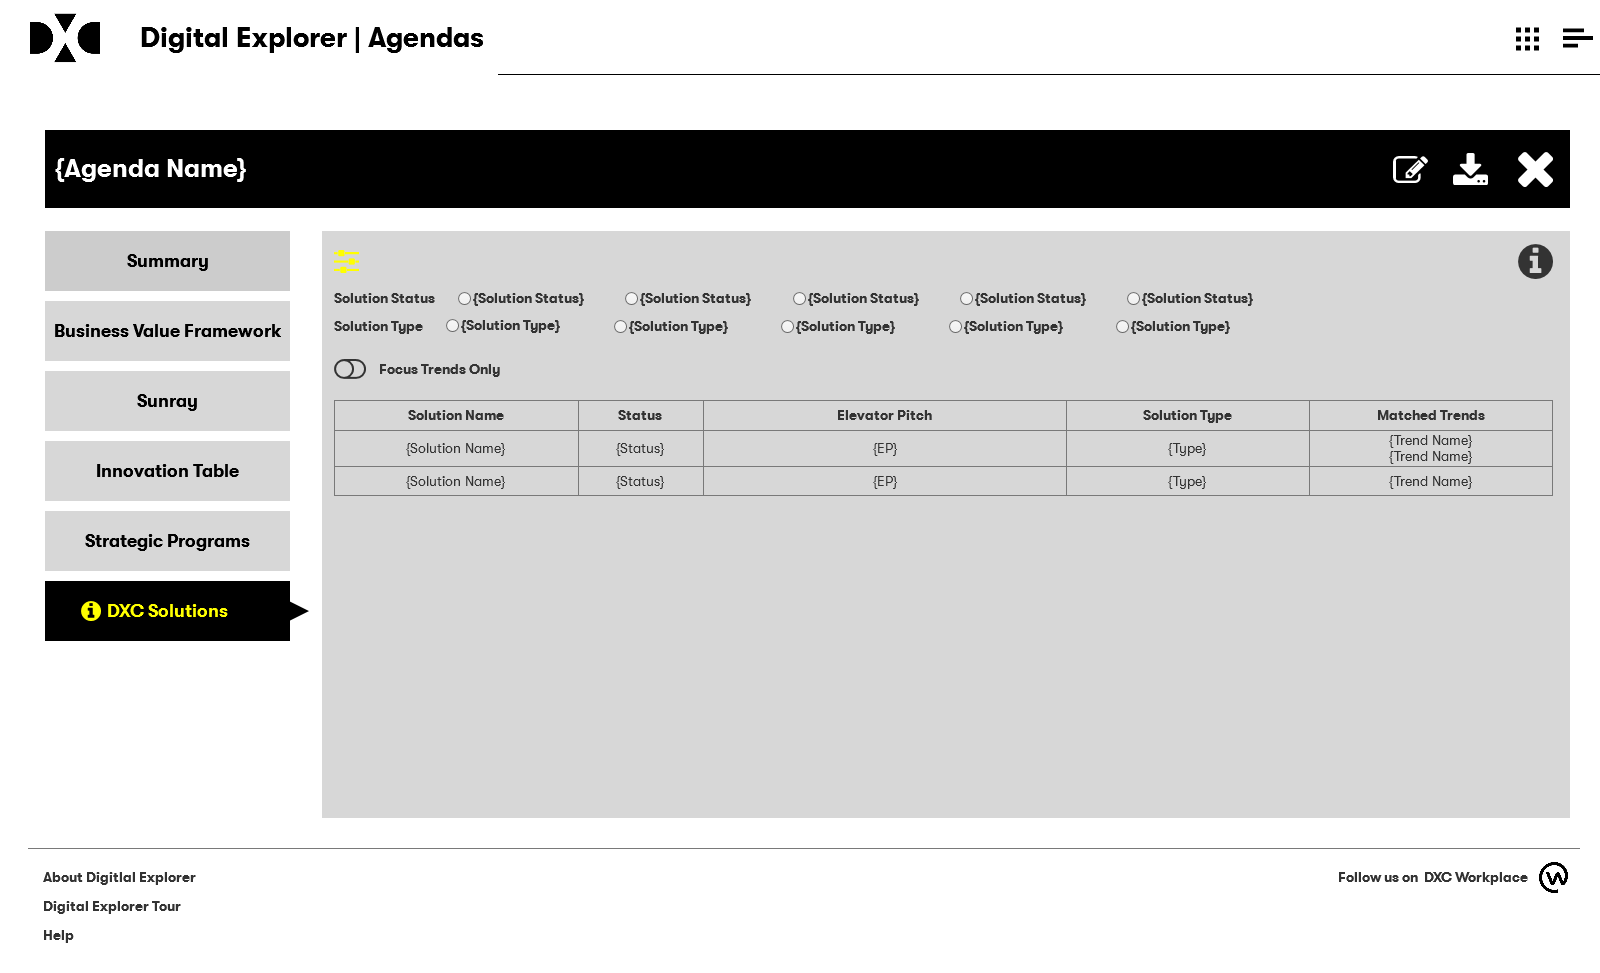 DXC
Digital Explorer | Agendas
{Agenda Name}
Summary
Business Value Framework
Sunray
Innovation Table
Strategic Programs
DXC Solutions
Solution Status {Solution Status} {Solution Status} {Solution Status} {Solution Status} {Solution Status}
Solution Type {Solution Type} {Solution Type} {Solution Type} {Solution Type} {Solution Type}
Focus Trends Only
Solution Name Status Elevator Pitch Solution Type Matched Trends
{Solution Name} {Status} {EP} {Type} {Trend Name}
{Trend Name}
{Solution Name} {Status} {EP} {Type} {Trend Name}
About Digitlal Explorer
Digital Explorer Tour
Help
Follow us on DXC Workplace